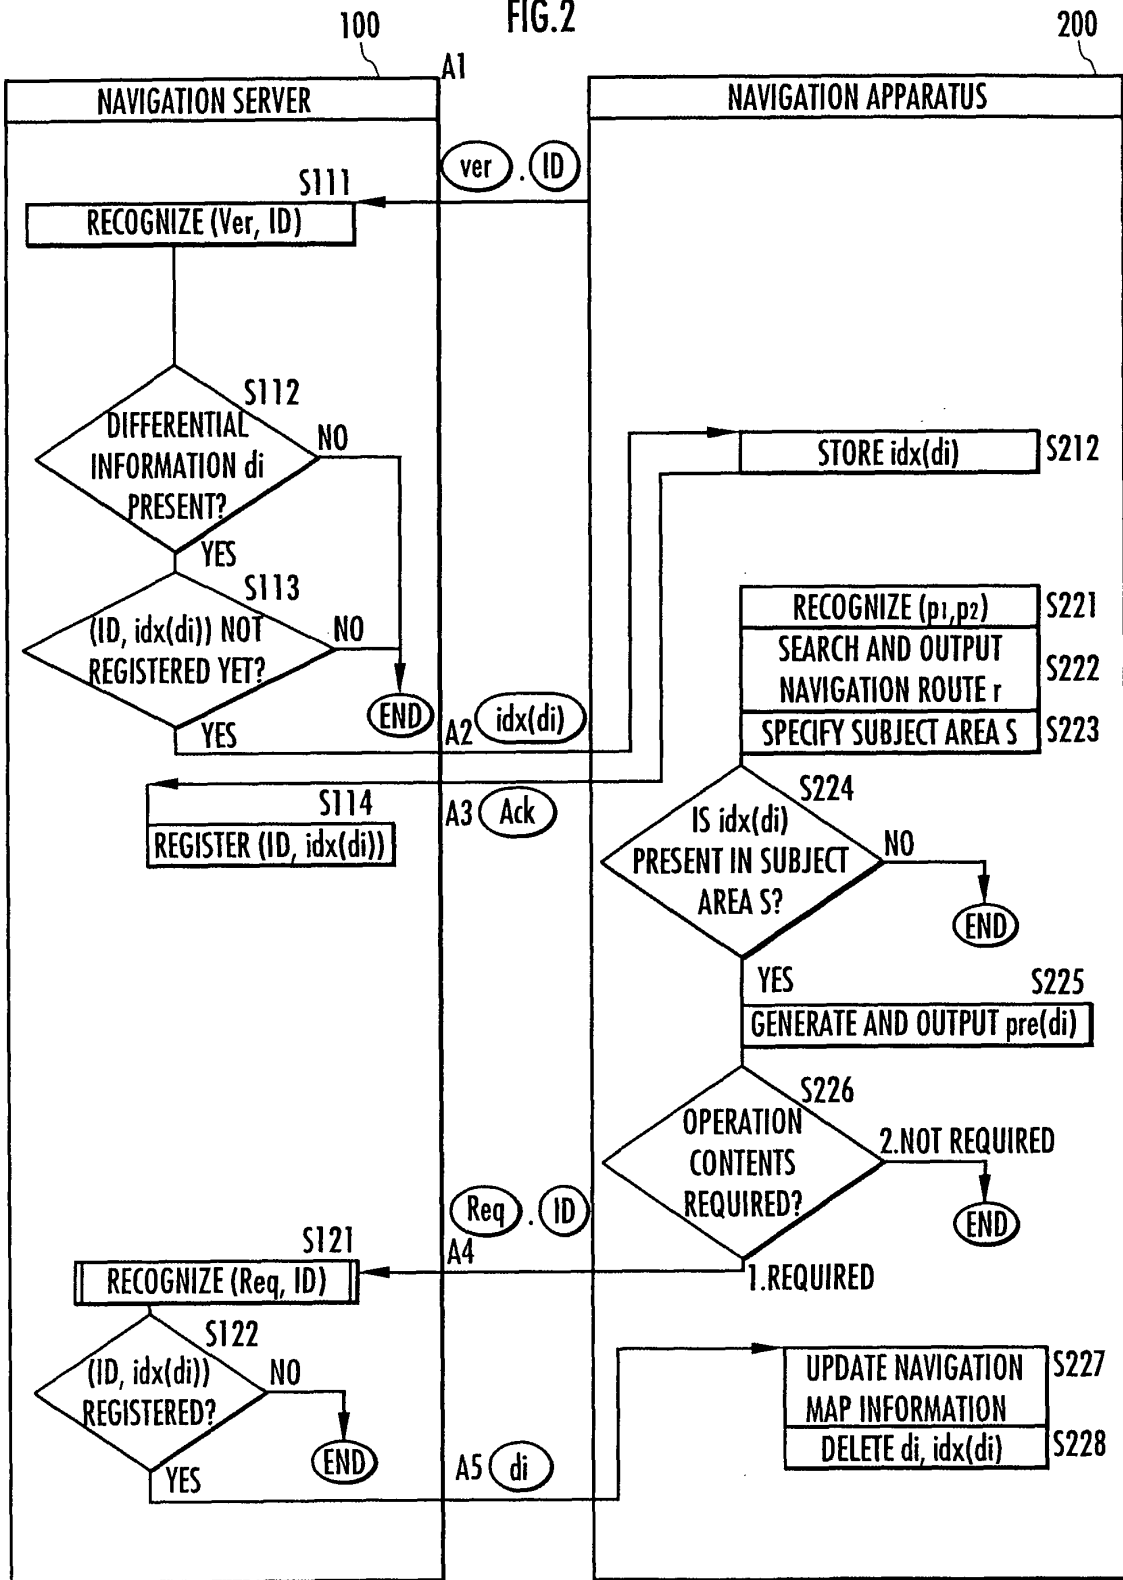 FIG.2
100
200
A1
NAVIGATION SERVER
NAVIGATION APPARATUS
ver . ID
S111
RECOGNIZE (Ver, ID)
S112
DIFFERENTIAL
INFORMATION di
PRESENT?
NO
YES
STORE idx(di)
S212
S113
(ID, idx(di)) NOT
REGISTERED YET?
NO
END
YES
A2 idx(di)
RECOGNIZE (p1,p2)
S221
SEARCH AND OUTPUT
NAVIGATION ROUTE r
S222
SPECIFY SUBJECT AREA S
S223
A3 Ack
S114
REGISTER (ID, idx(di))
S224
IS idx(di)
PRESENT IN SUBJECT
AREA S?
NO
END
YES
S225
GENERATE AND OUTPUT pre(di)
S226
OPERATION
CONTENTS
REQUIRED?
2.NOT REQUIRED
END
1.REQUIRED
Req . ID
A4
S121
RECOGNIZE (Req, ID)
S122
(ID, idx(di))
REGISTERED?
NO
END
YES
A5 di
UPDATE NAVIGATION
MAP INFORMATION
S227
DELETE di, idx(di)
S228